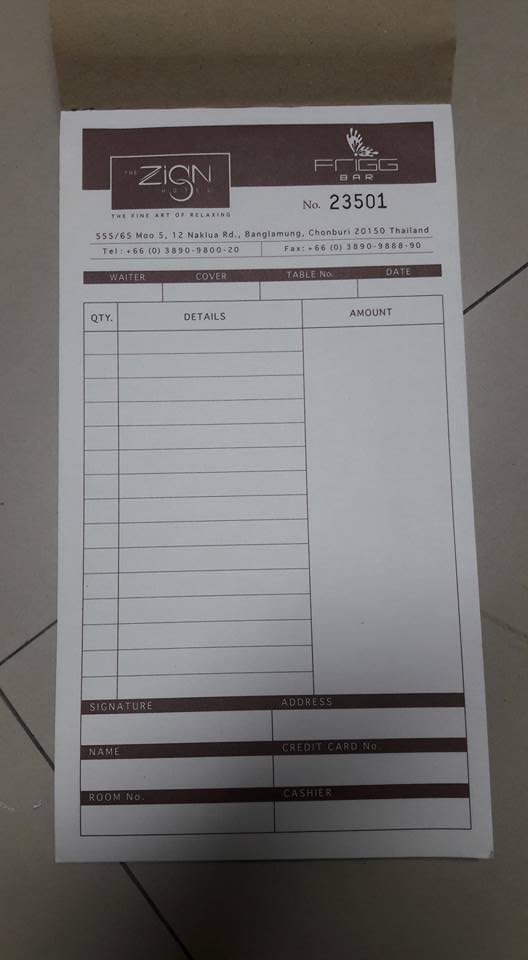 THE ZIGN HOTEL
THE FINE ART OF RELAXING
FRIGG
BAR
No. 23501
555/65 Moo 5, 12 Naklua Rd., Banglamung, Chonburi 20150 Thailand
Tel : +66 (0) 3890-9800-20 Fax: +66 (0) 3890-9888-90
WAITER COVER TABLE No. DATE
QTY. DETAILS AMOUNT
SIGNATURE ADDRESS
NAME CREDIT CARD No.
ROOM No. CASHIER